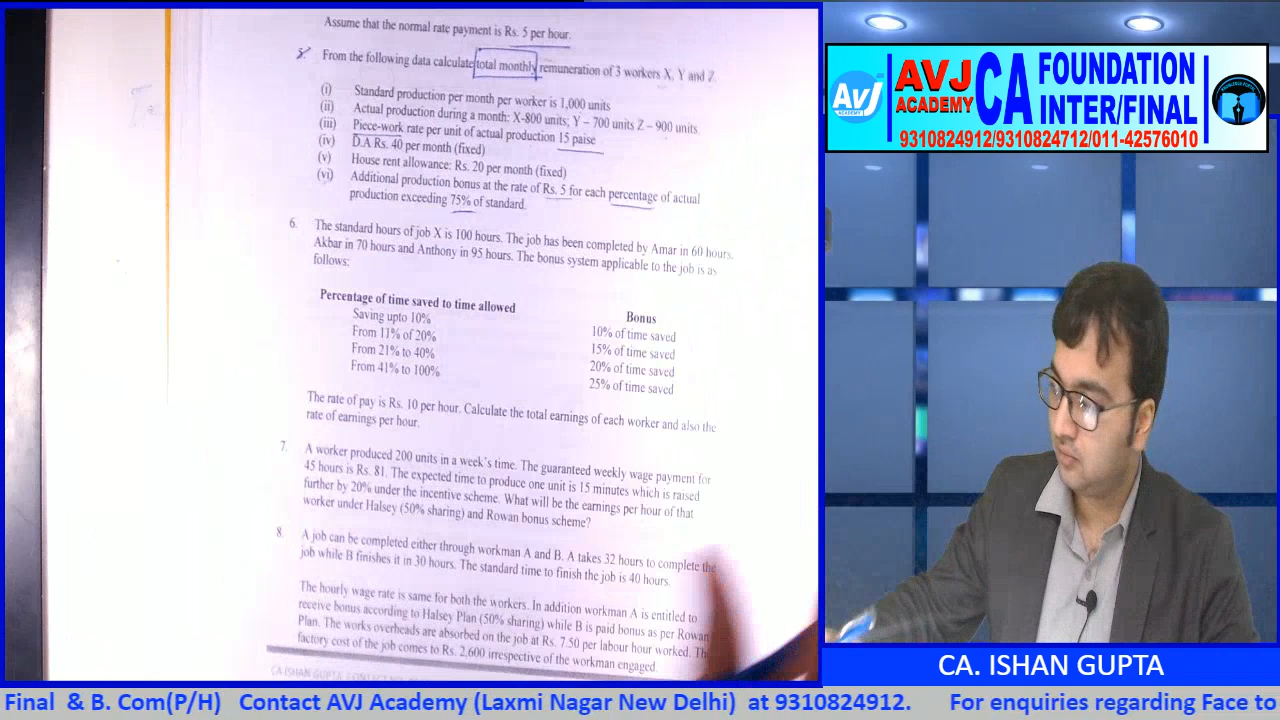 Assume that the normal rate payment is Rs. 5 per hour.
5. From the following data calculate total monthly remuneration of 3 workers X, Y and Z.
(i) Standard production per month per worker is 1,000 units
(ii) Actual production during a month: X-800 units; Y – 700 units Z – 900 units.
(iii) Piece-work rate per unit of actual production 15 paise
(iv) D.A Rs. 40 per month (fixed)
(v) House rent allowance: Rs. 20 per month (fixed)
(vi) Additional production bonus at the rate of Rs. 5 for each percentage of actual
production exceeding 75% of standard.
6. The standard hours of job X is 100 hours. The job has been completed by Amar in 60 hours.
Akbar in 70 hours and Anthony in 95 hours. The bonus system applicable to the job is as
follows:
Percentage of time saved to time allowed Bonus
Saving upto 10% 10% of time saved
From 11% of 20% 15% of time saved
From 21% to 40% 20% of time saved
From 41% to 100% 25% of time saved
The rate of pay is Rs. 10 per hour. Calculate the total earnings of each worker and also the
rate of earnings per hour.
7. A worker produced 200 units in a week's time. The guaranteed weekly wage payment for
45 hours is Rs. 81. The expected time to produce one unit is 15 minutes which is raised
further by 20% under the incentive scheme. What will be the earnings per hour of that
worker under Halsey (50% sharing) and Rowan bonus scheme?
8. A job can be completed either through workman A and B. A takes 32 hours to complete the
job while B finishes it in 30 hours. The standard time to finish the job is 40 hours.
The hourly wage rate is same for both the workers. In addition workman A is entitled to
receive bonus according to Halsey Plan (50% sharing) while B is paid bonus as per Rowan
Plan. The works overheads are absorbed on the job at Rs. 7.50 per labour hour worked. The
factory cost of the job comes to Rs. 2,600 irrespective of the workman engaged.
CA ISHAN GUPTA
AVJ
ACADEMY
AVJ
ACADEMY
CA
FOUNDATION
INTER/FINAL
9310824912/9310824712/011-42576010
CA. ISHAN GUPTA
Final & B. Com(P/H) Contact AVJ Academy (Laxmi Nagar New Delhi) at 9310824912. For enquiries regarding Face to